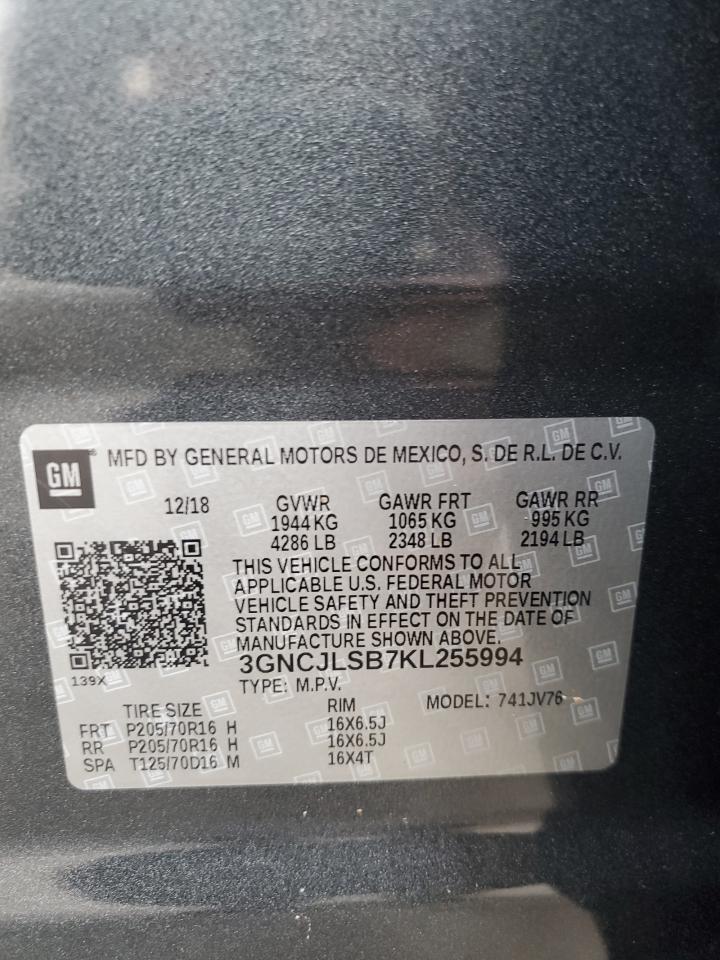 GM® MFD BY GENERAL MOTORS DE MEXICO, S. DE R.L. DE C.V.
12/18 GVWR GAWR FRT GAWR RR
1944 KG 1065 KG 995 KG
4286 LB 2348 LB 2194 LB
THIS VEHICLE CONFORMS TO ALL
APPLICABLE U.S. FEDERAL MOTOR
VEHICLE SAFETY AND THEFT PREVENTION
STANDARDS IN EFFECT ON THE DATE OF
MANUFACTURE SHOWN ABOVE.
3GNCJLSB7KL255994
139X
TYPE: M.P.V.
MODEL: 741JV76
TIRE SIZE RIM
FRT P205/70R16 H 16X6.5J
RR P205/70R16 H 16X6.5J
SPA T125/70D16 M 16X4T